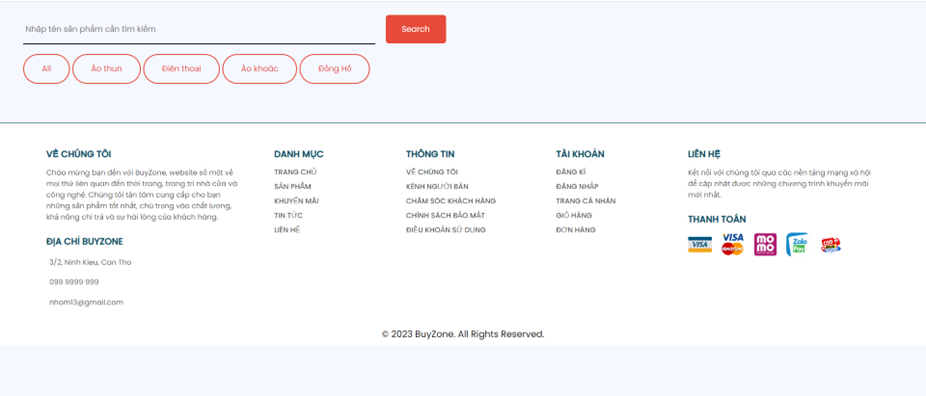 Nhập tên sản phẩm cần tìm kiếm
Search
All
Áo thun
Điện thoại
Áo khoác
Đồng Hồ
VỀ CHÚNG TÔI
Chào mừng bạn đến với BuyZone, website số một về
mọi thứ liên quan đến thời trang, trang trí nhà cửa và
công nghệ. Chúng tôi tận tâm cung cấp cho bạn
những sản phẩm tốt nhất, chú trọng vào chất lượng,
khả năng chi trả và sự hài lòng của khách hàng.
ĐỊA CHỈ BUYZONE
3/2, Ninh Kieu, Can Tho
099 9999 999
nhom13@gmail.com
DANH MỤC
TRANG CHỦ
SẢN PHẨM
KHUYẾN MÃI
TIN TỨC
LIÊN HỆ
THÔNG TIN
VỀ CHÚNG TÔI
KÊNH NGƯỜI BÁN
CHĂM SÓC KHÁCH HÀNG
CHÍNH SÁCH BẢO MẬT
ĐIỀU KHOẢN SỬ DỤNG
TÀI KHOẢN
ĐĂNG KÍ
ĐĂNG NHẬP
TRANG CÁ NHÂN
GIỎ HÀNG
ĐƠN HÀNG
LIÊN HỆ
Kết nối với chúng tôi qua các nền tảng mạng xã hội
để cập nhật được những chương trình khuyến mãi
mới nhất.
THANH TOÁN
VISA
VISA
MasterCard
mo
mo
Zalo
Pay
© 2023 BuyZone. All Rights Reserved.